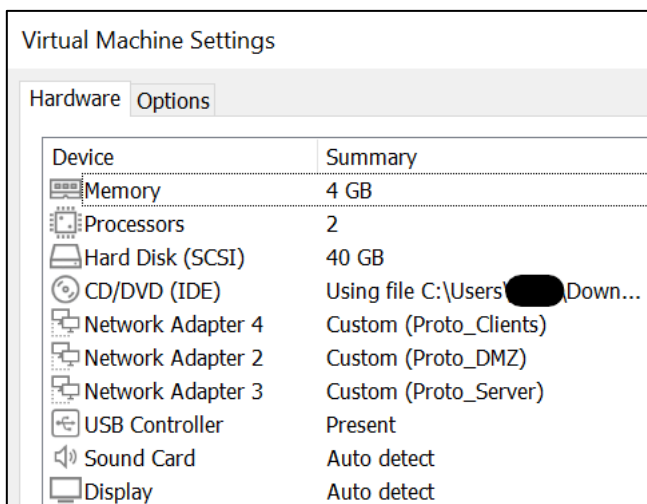 Virtual Machine Settings
Hardware Options
Device Summary
Memory 4 GB
Processors 2
Hard Disk (SCSI) 40 GB
CD/DVD (IDE) Using file C:\Users\ \Down...
Network Adapter 4 Custom (Proto_Clients)
Network Adapter 2 Custom (Proto_DMZ)
Network Adapter 3 Custom (Proto_Server)
USB Controller Present
Sound Card Auto detect
Display Auto detect